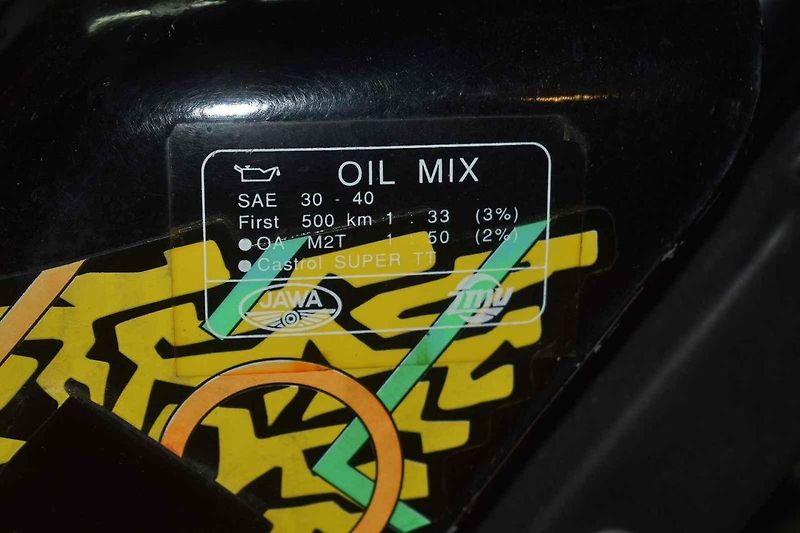 OIL MIX
SAE 30 - 40
First 500 km 1 : 33 (3%)
OA M2T 1 : 50 (2%)
Castrol SUPER TT
JAWA